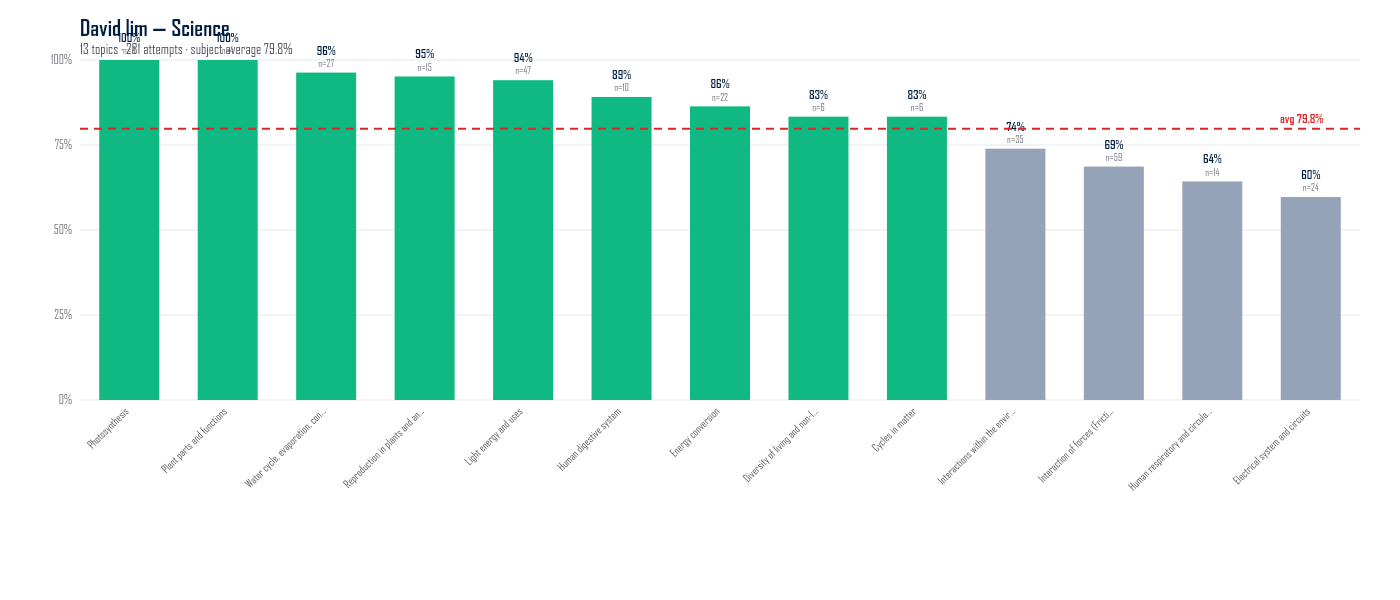 David lim — Science
13 topics · 281 attempts · subject average 79.8%
100%
100%
96%
n=27
95%
n=15
94%
n=47
89%
n=10
86%
n=22
83%
n=6
83%
n=6
74%
n=35
69%
n=59
64%
n=14
60%
n=24
avg 79.8%
100%
75%
50%
25%
0%
Photosynthesis
Plant parts and functions
Water cycle, evaporation, con…
Reproduction in plants and an…
Light energy and uses
Human digestive system
Energy conversion
Diversity of living and non-l…
Cycles in matter
Interactions within the envir…
Interaction of forces (Fricti…
Human respiratory and circula…
Electrical system and circuits